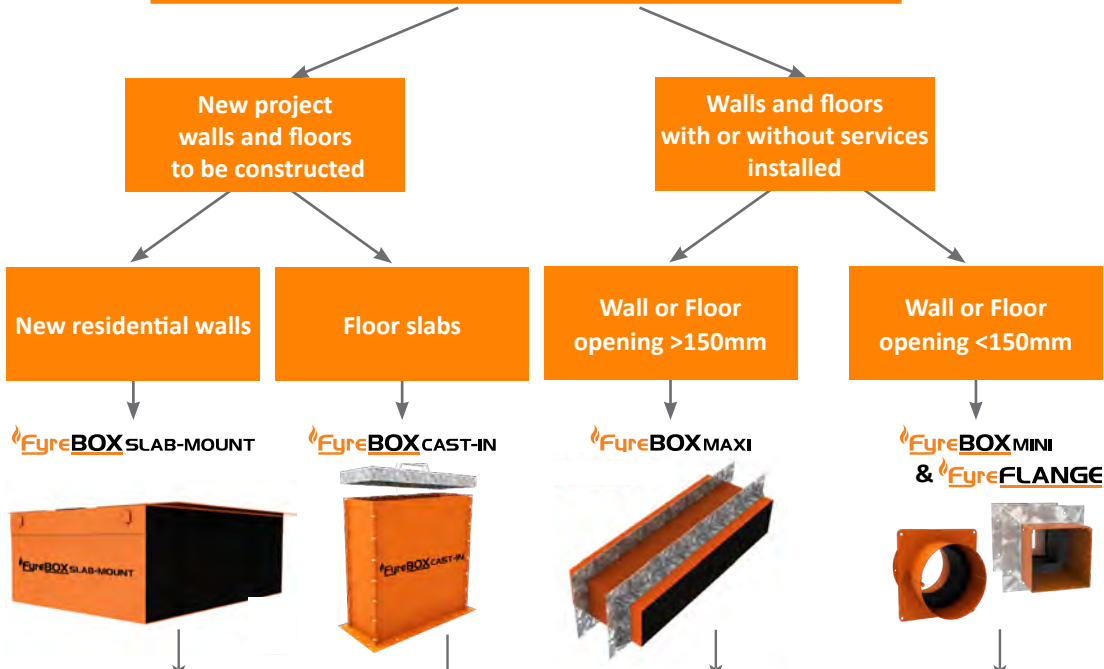 New project
walls and floors
to be constructed
Walls and floors
with or without services
installed
New residential walls
Floor slabs
Wall or Floor
opening >150mm
Wall or Floor
opening <150mm
FyreBOX SLAB-MOUNT
FyreBOX CAST-IN
FyreBOX MAXI
FyreBOX MINI
& FyreFLANGE
FyreBOX SLAB-MOUNT
FyreBOX CAST-IN